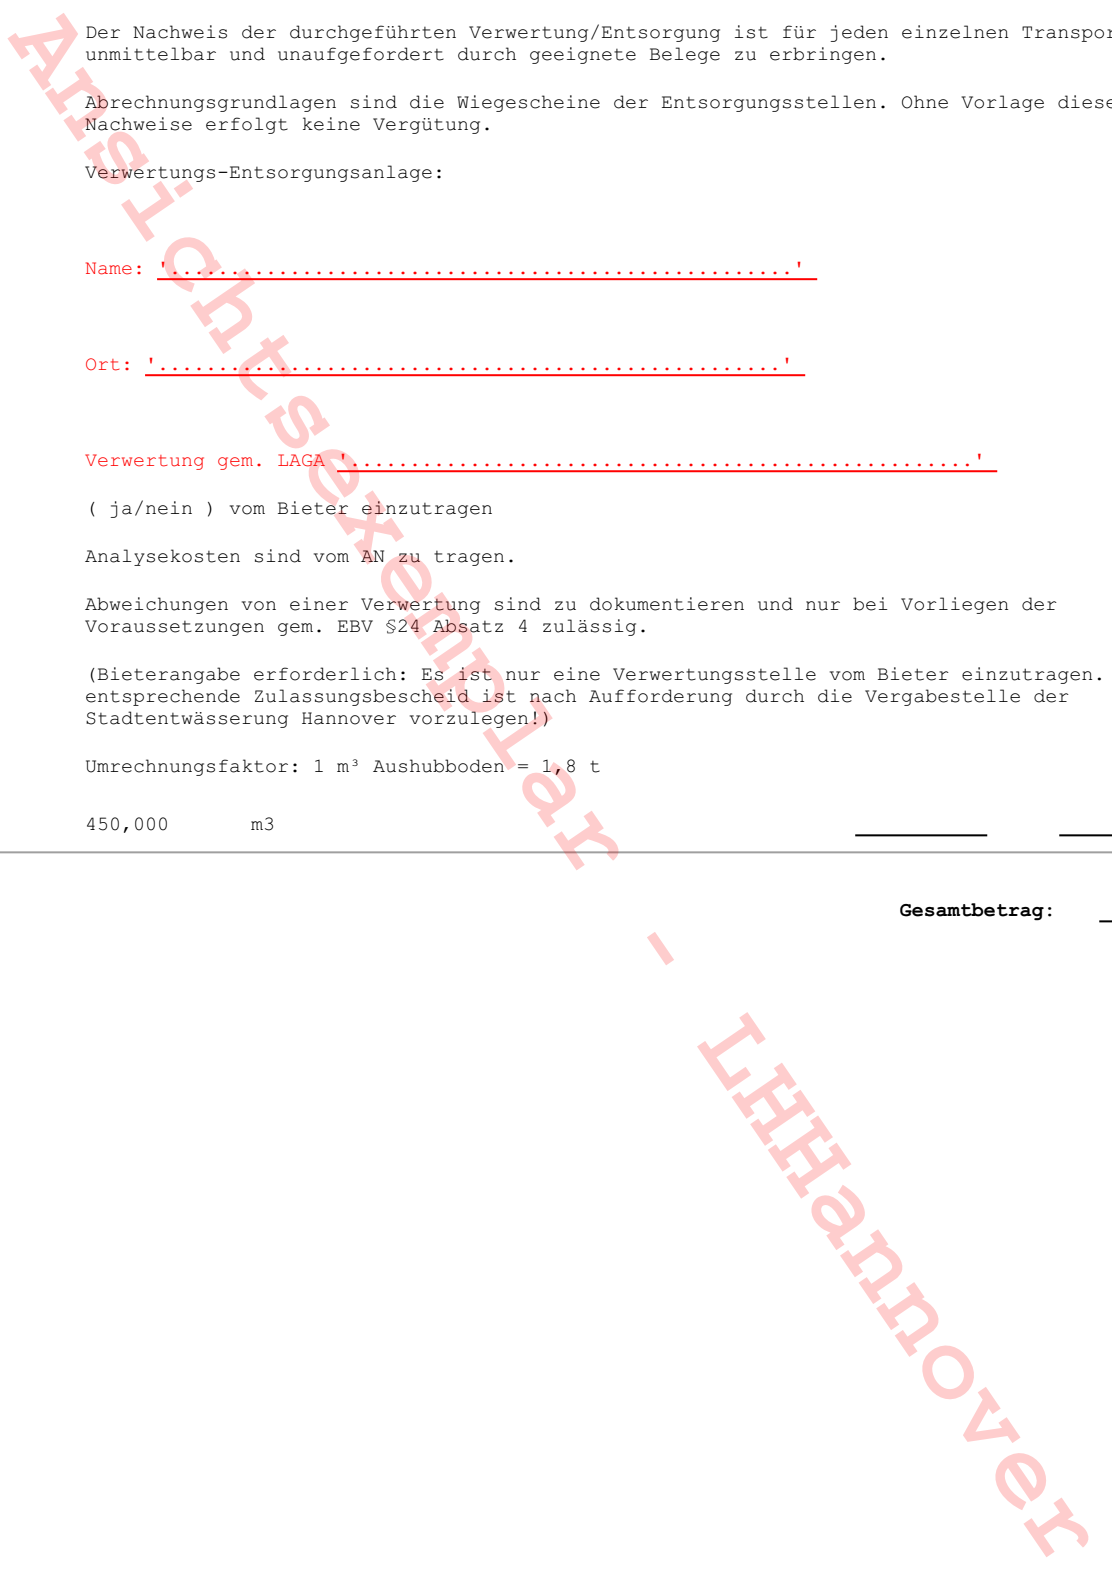 Der Nachweis der durchgeführten Verwertung/Entsorgung ist für jeden einzelnen Transpor
unmittelbar und unaufgefordert durch geeignete Belege zu erbringen.
Abrechnungsgrundlagen sind die Wiegescheine der Entsorgungsstellen. Ohne Vorlage diese
Nachweise erfolgt keine Vergütung.
Verwertungs-Entsorgungsanlage:
Name: '....................................................'
Ort: '....................................................'
Verwertung gem. LAGA '....................................................'
( ja/nein ) vom Bieter einzutragen
Analysekosten sind vom AN zu tragen.
Abweichungen von einer Verwertung sind zu dokumentieren und nur bei Vorliegen der
Voraussetzungen gem. EBV §24 Absatz 4 zulässig.
(Bieterangabe erforderlich: Es ist nur eine Verwertungsstelle vom Bieter einzutragen.
entsprechende Zulassungsbescheid ist nach Aufforderung durch die Vergabestelle der
Stadtentwässerung Hannover vorzulegen!)
Umrechnungsfaktor: 1 m³ Aushubboden = 1,8 t
450,000 m3
Gesamtbetrag:
Ansichtsexemplar - LHHannover